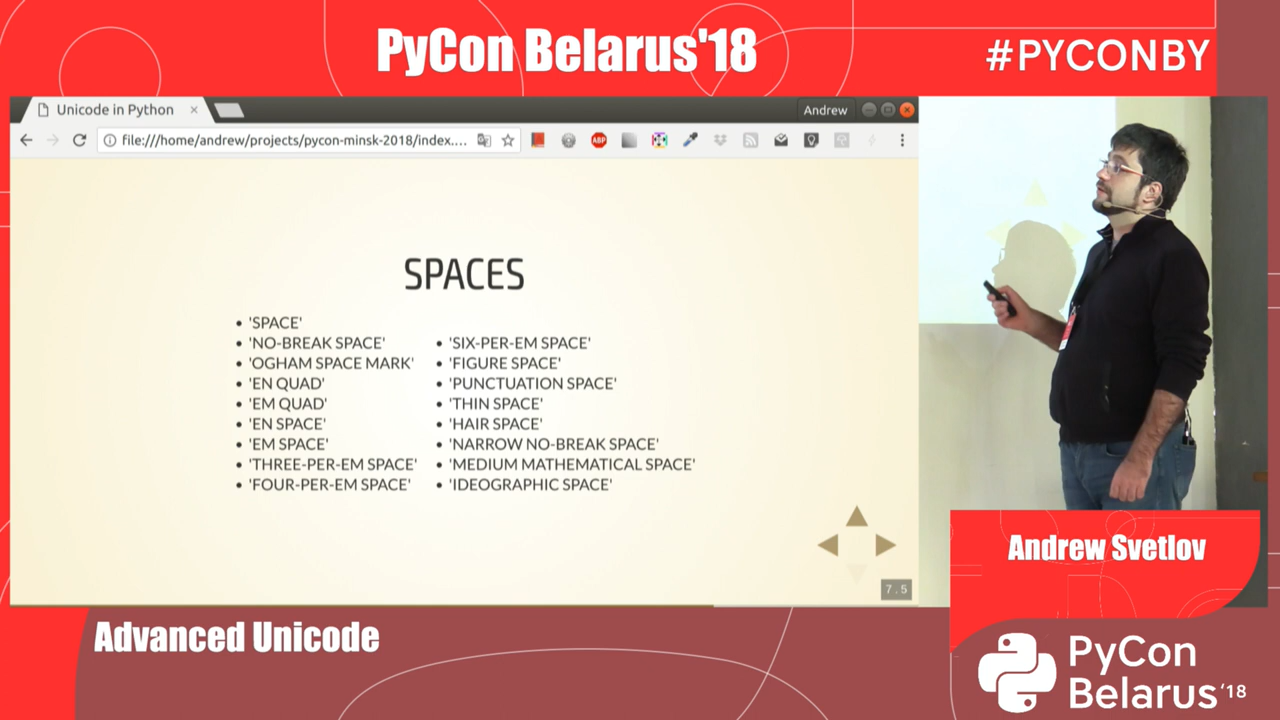 PyCon Belarus'18
#PYCONBY
Unicode in Python
Andrew
file:///home/andrew/projects/pycon-minsk-2018/index....
ABP
SPACES
'SPACE'
'NO-BREAK SPACE'
'OGHAM SPACE MARK'
'EN QUAD'
'EM QUAD'
'EN SPACE'
'EM SPACE'
'THREE-PER-EM SPACE'
'FOUR-PER-EM SPACE'
'SIX-PER-EM SPACE'
'FIGURE SPACE'
'PUNCTUATION SPACE'
'THIN SPACE'
'HAIR SPACE'
'NARROW NO-BREAK SPACE'
'MEDIUM MATHEMATICAL SPACE'
'IDEOGRAPHIC SPACE'
7.5
Andrew Svetlov
Advanced Unicode
PyCon
Belarus '18